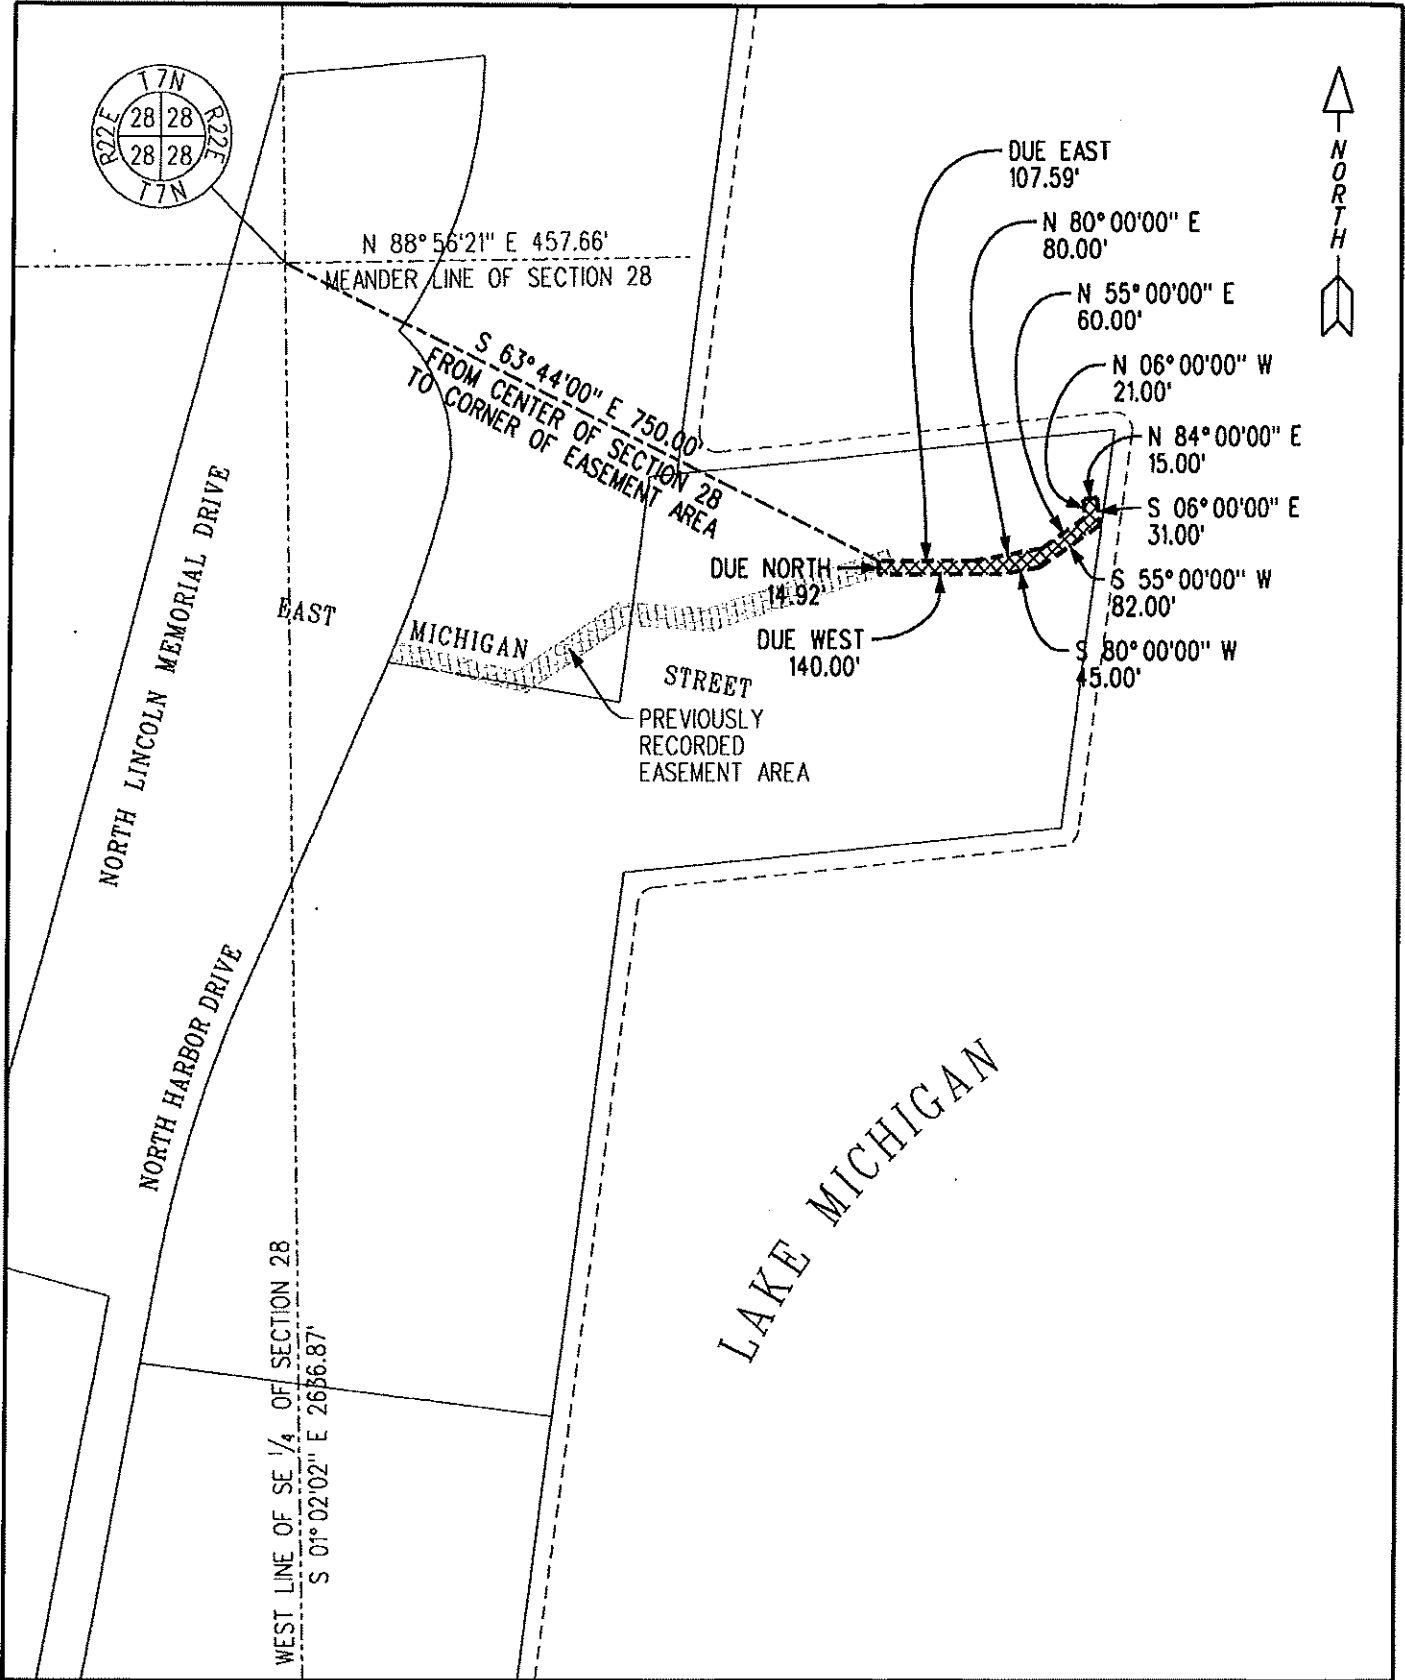 T7N
R22E
28 28
28 28
R22E
T7N
NORTH
DUE EAST
107.59'
N 80°00'00" E
80.00'
N 55°00'00" E
60.00'
N 06°00'00" W
21.00'
N 84°00'00" E
15.00'
S 06°00'00" E
31.00'
S 55°00'00" W
82.00'
S 80°00'00" W
45.00'
N 88°56'21" E 457.66'
MEANDER LINE OF SECTION 28
S 63°44'00" E 750.00'
FROM CENTER OF SECTION 28
TO CORNER OF EASEMENT AREA
DUE NORTH
14.92'
DUE WEST
140.00'
EAST
MICHIGAN
STREET
PREVIOUSLY
RECORDED
EASEMENT AREA
NORTH LINCOLN MEMORIAL DRIVE
NORTH HARBOR DRIVE
LAKE MICHIGAN
WEST LINE OF SE 1/4 OF SECTION 28
S 01°02'02" E 2636.87'